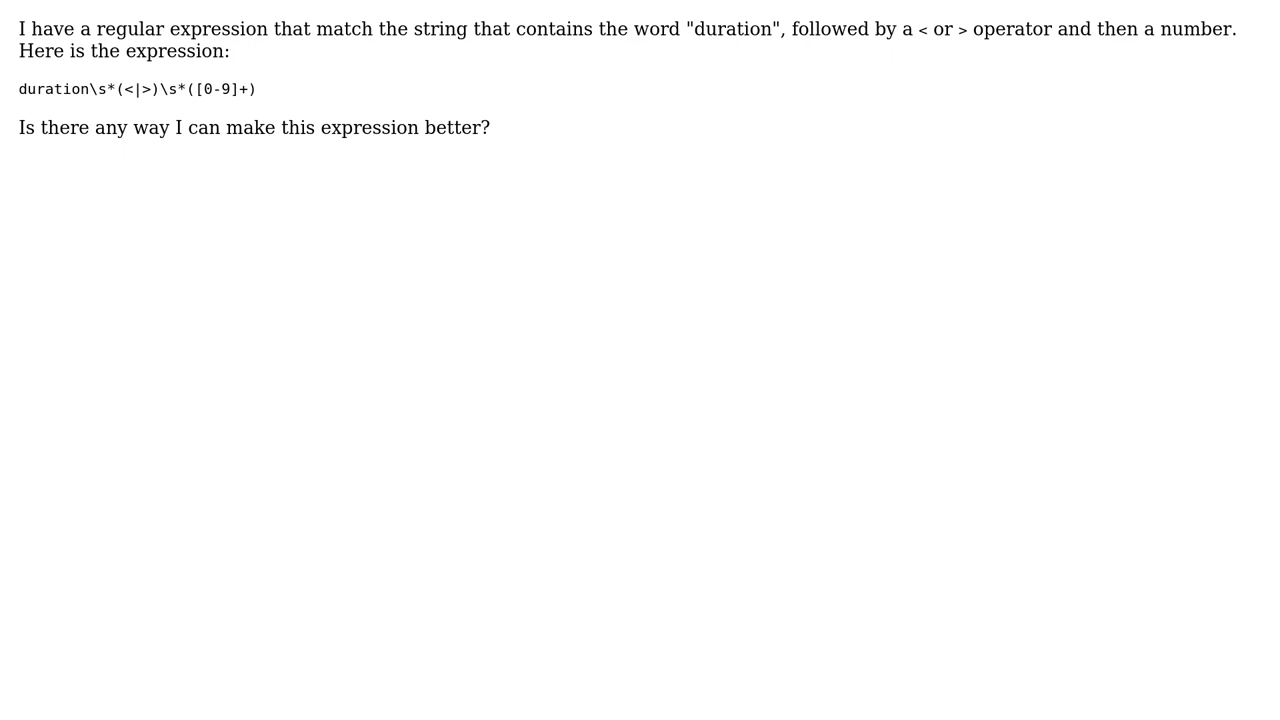 I have a regular expression that match the string that contains the word "duration", followed by a < or > operator and then a number.
Here is the expression:
duration\s*(<|>)\s*([0-9]+)
Is there any way I can make this expression better?